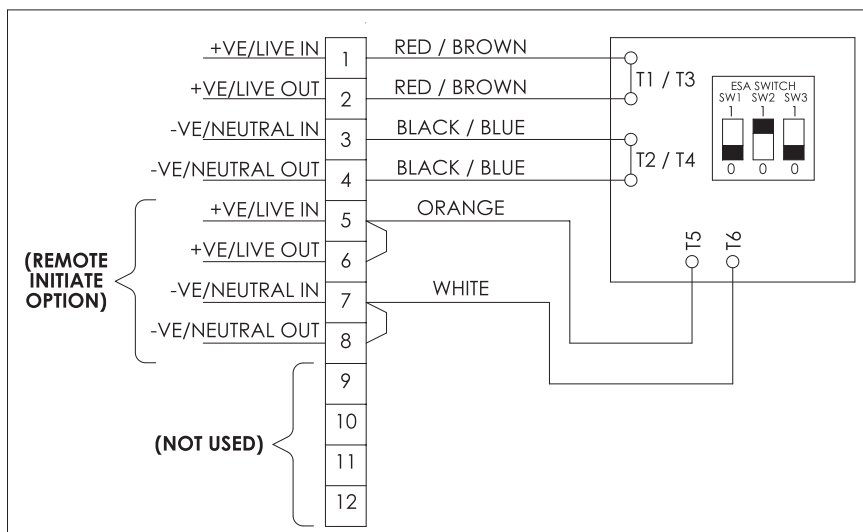 +VE/LIVE IN 1 RED / BROWN
+VE/LIVE OUT 2 RED / BROWN
-VE/NEUTRAL IN 3 BLACK / BLUE
-VE/NEUTRAL OUT 4 BLACK / BLUE
+VE/LIVE IN 5 ORANGE
+VE/LIVE OUT 6
-VE/NEUTRAL IN 7 WHITE
-VE/NEUTRAL OUT 8
(REMOTE
INITIATE
OPTION)
9
10
11
12
(NOT USED)
T1 / T3
T2 / T4
ESA SWITCH
SW1 SW2 SW3
1 1 1
0 0 0
T5
T6